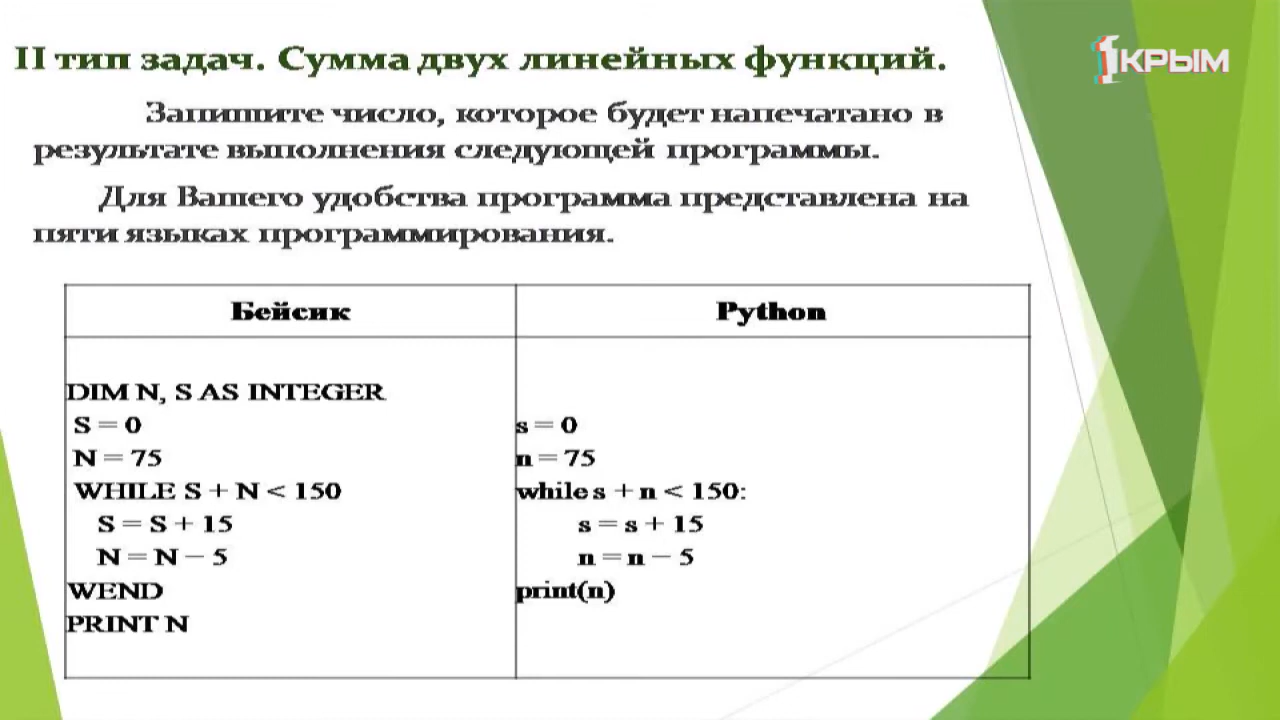 II тип задач. Сумма двух линейных функций.
1КРЫМ
Запишите число, которое будет напечатано в
результате выполнения следующей программы.
Для Вашего удобства программа представлена на
пяти языках программирования.
Бейсик
DIM N, S AS INTEGER
S = 0
N = 75
WHILE S + N < 150
S = S + 15
N = N − 5
WEND
PRINT N
Python
s = 0
n = 75
while s + n < 150:
s = s + 15
n = n − 5
print(n)